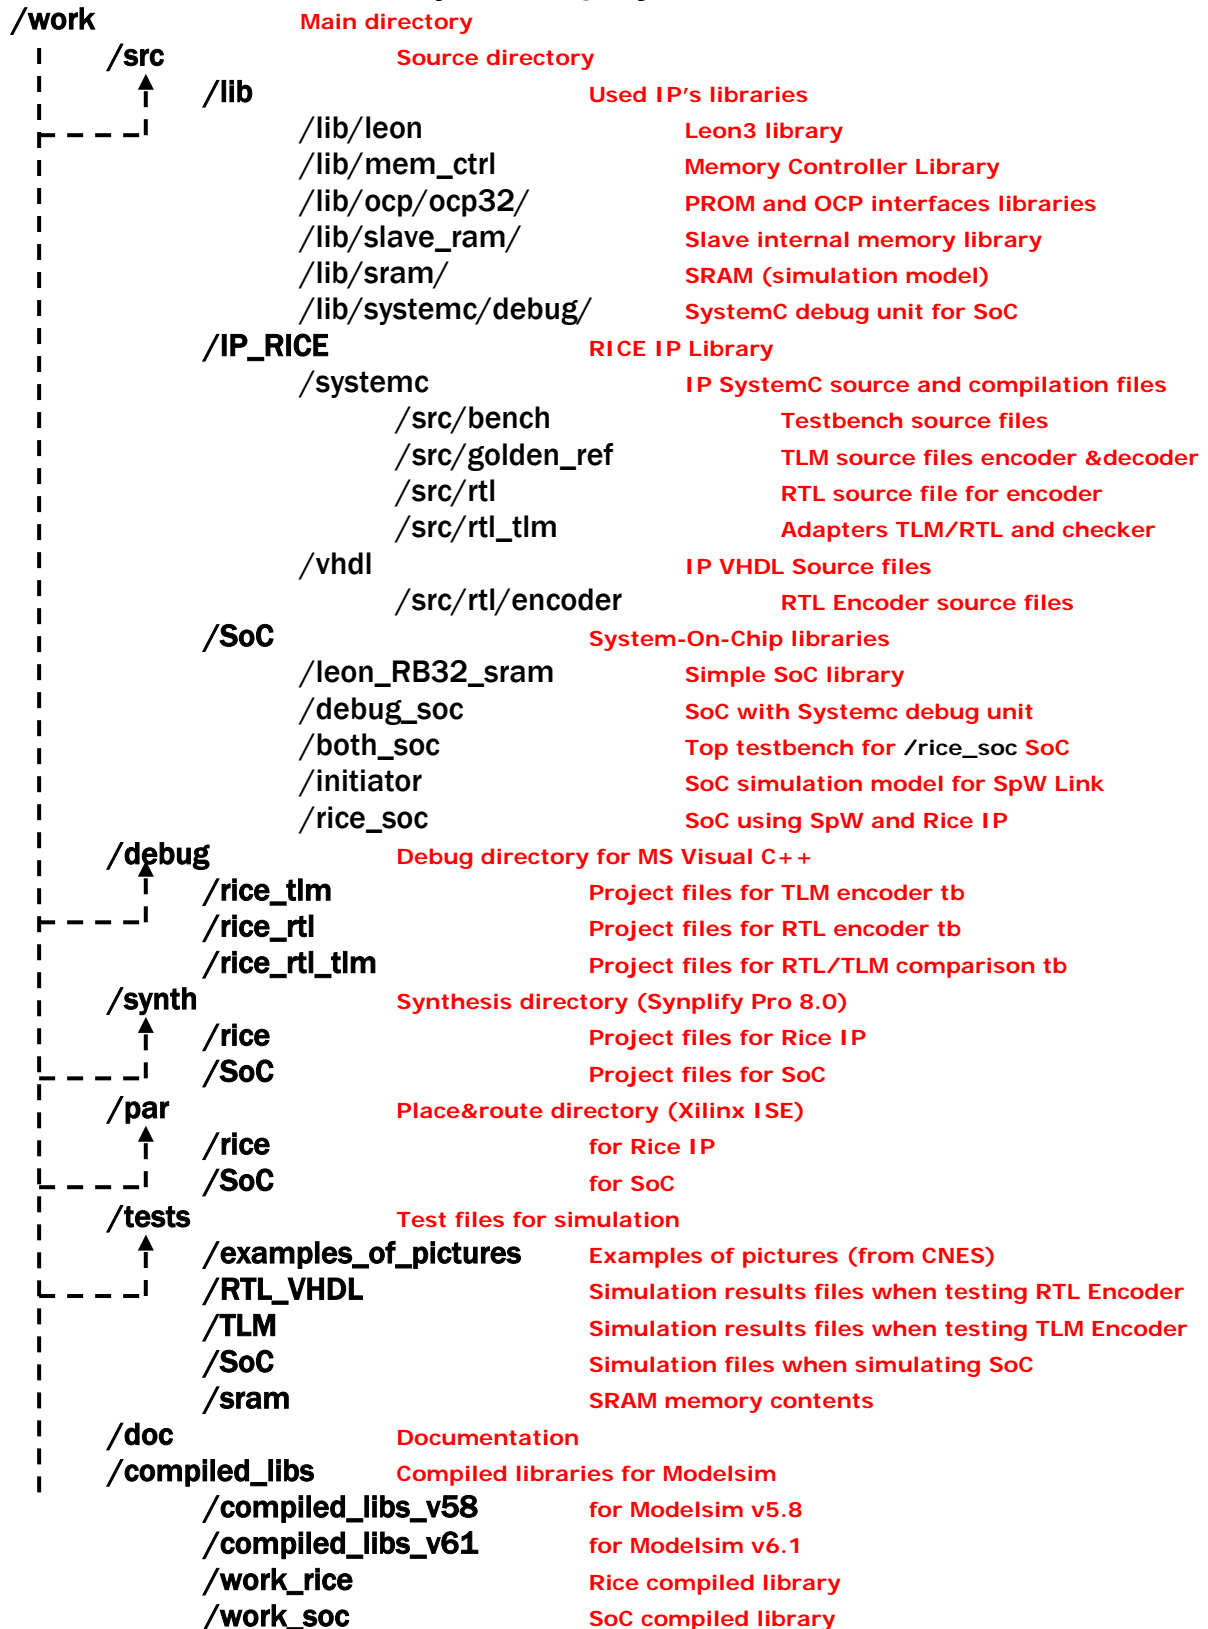 /work Main directory
/src Source directory
/lib Used IP's libraries
/lib/leon Leon3 library
/lib/mem_ctrl Memory Controller Library
/lib/ocp/ocp32/ PROM and OCP interfaces libraries
/lib/slave_ram/ Slave internal memory library
/lib/sram/ SRAM (simulation model)
/lib/systemc/debug/ SystemC debug unit for SoC
/IP_RICE RICE IP Library
/systemc IP SystemC source and compilation files
/src/bench Testbench source files
/src/golden_ref TLM source files encoder &decoder
/src/rtl RTL source file for encoder
/src/rtl_tlm Adapters TLM/RTL and checker
/vhdl IP VHDL Source files
/src/rtl/encoder RTL Encoder source files
/SoC System-On-Chip libraries
/leon_RB32_sram Simple SoC library
/debug_soc SoC with Systemc debug unit
/both_soc Top testbench for /rice_soc SoC
/initiator SoC simulation model for SpW Link
/rice_soc SoC using SpW and Rice IP
/debug Debug directory for MS Visual C++
/rice_tlm Project files for TLM encoder tb
/rice_rtl Project files for RTL encoder tb
/rice_rtl_tlm Project files for RTL/TLM comparison tb
/synth Synthesis directory (Synplify Pro 8.0)
/rice Project files for Rice IP
/SoC Project files for SoC
/par Place&route directory (Xilinx ISE)
/rice for Rice IP
/SoC for SoC
/tests Test files for simulation
/examples_of_pictures Examples of pictures (from CNES)
/RTL_VHDL Simulation results files when testing RTL Encoder
/TLM Simulation results files when testing TLM Encoder
/SoC Simulation files when simulating SoC
/sram SRAM memory contents
/doc Documentation
/compiled_libs Compiled libraries for Modelsim
/compiled_libs_v58 for Modelsim v5.8
/compiled_libs_v61 for Modelsim v6.1
/work_rice Rice compiled library
/work_soc SoC compiled library